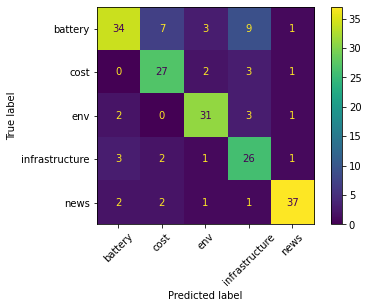 battery 34 7 3 9 1
cost 0 27 2 3 1
env 2 0 31 3 1
infrastructure 3 2 1 26 1
news 2 2 1 1 37
battery cost env infrastructure news
True label
Predicted label
35
30
25
20
15
10
5
0